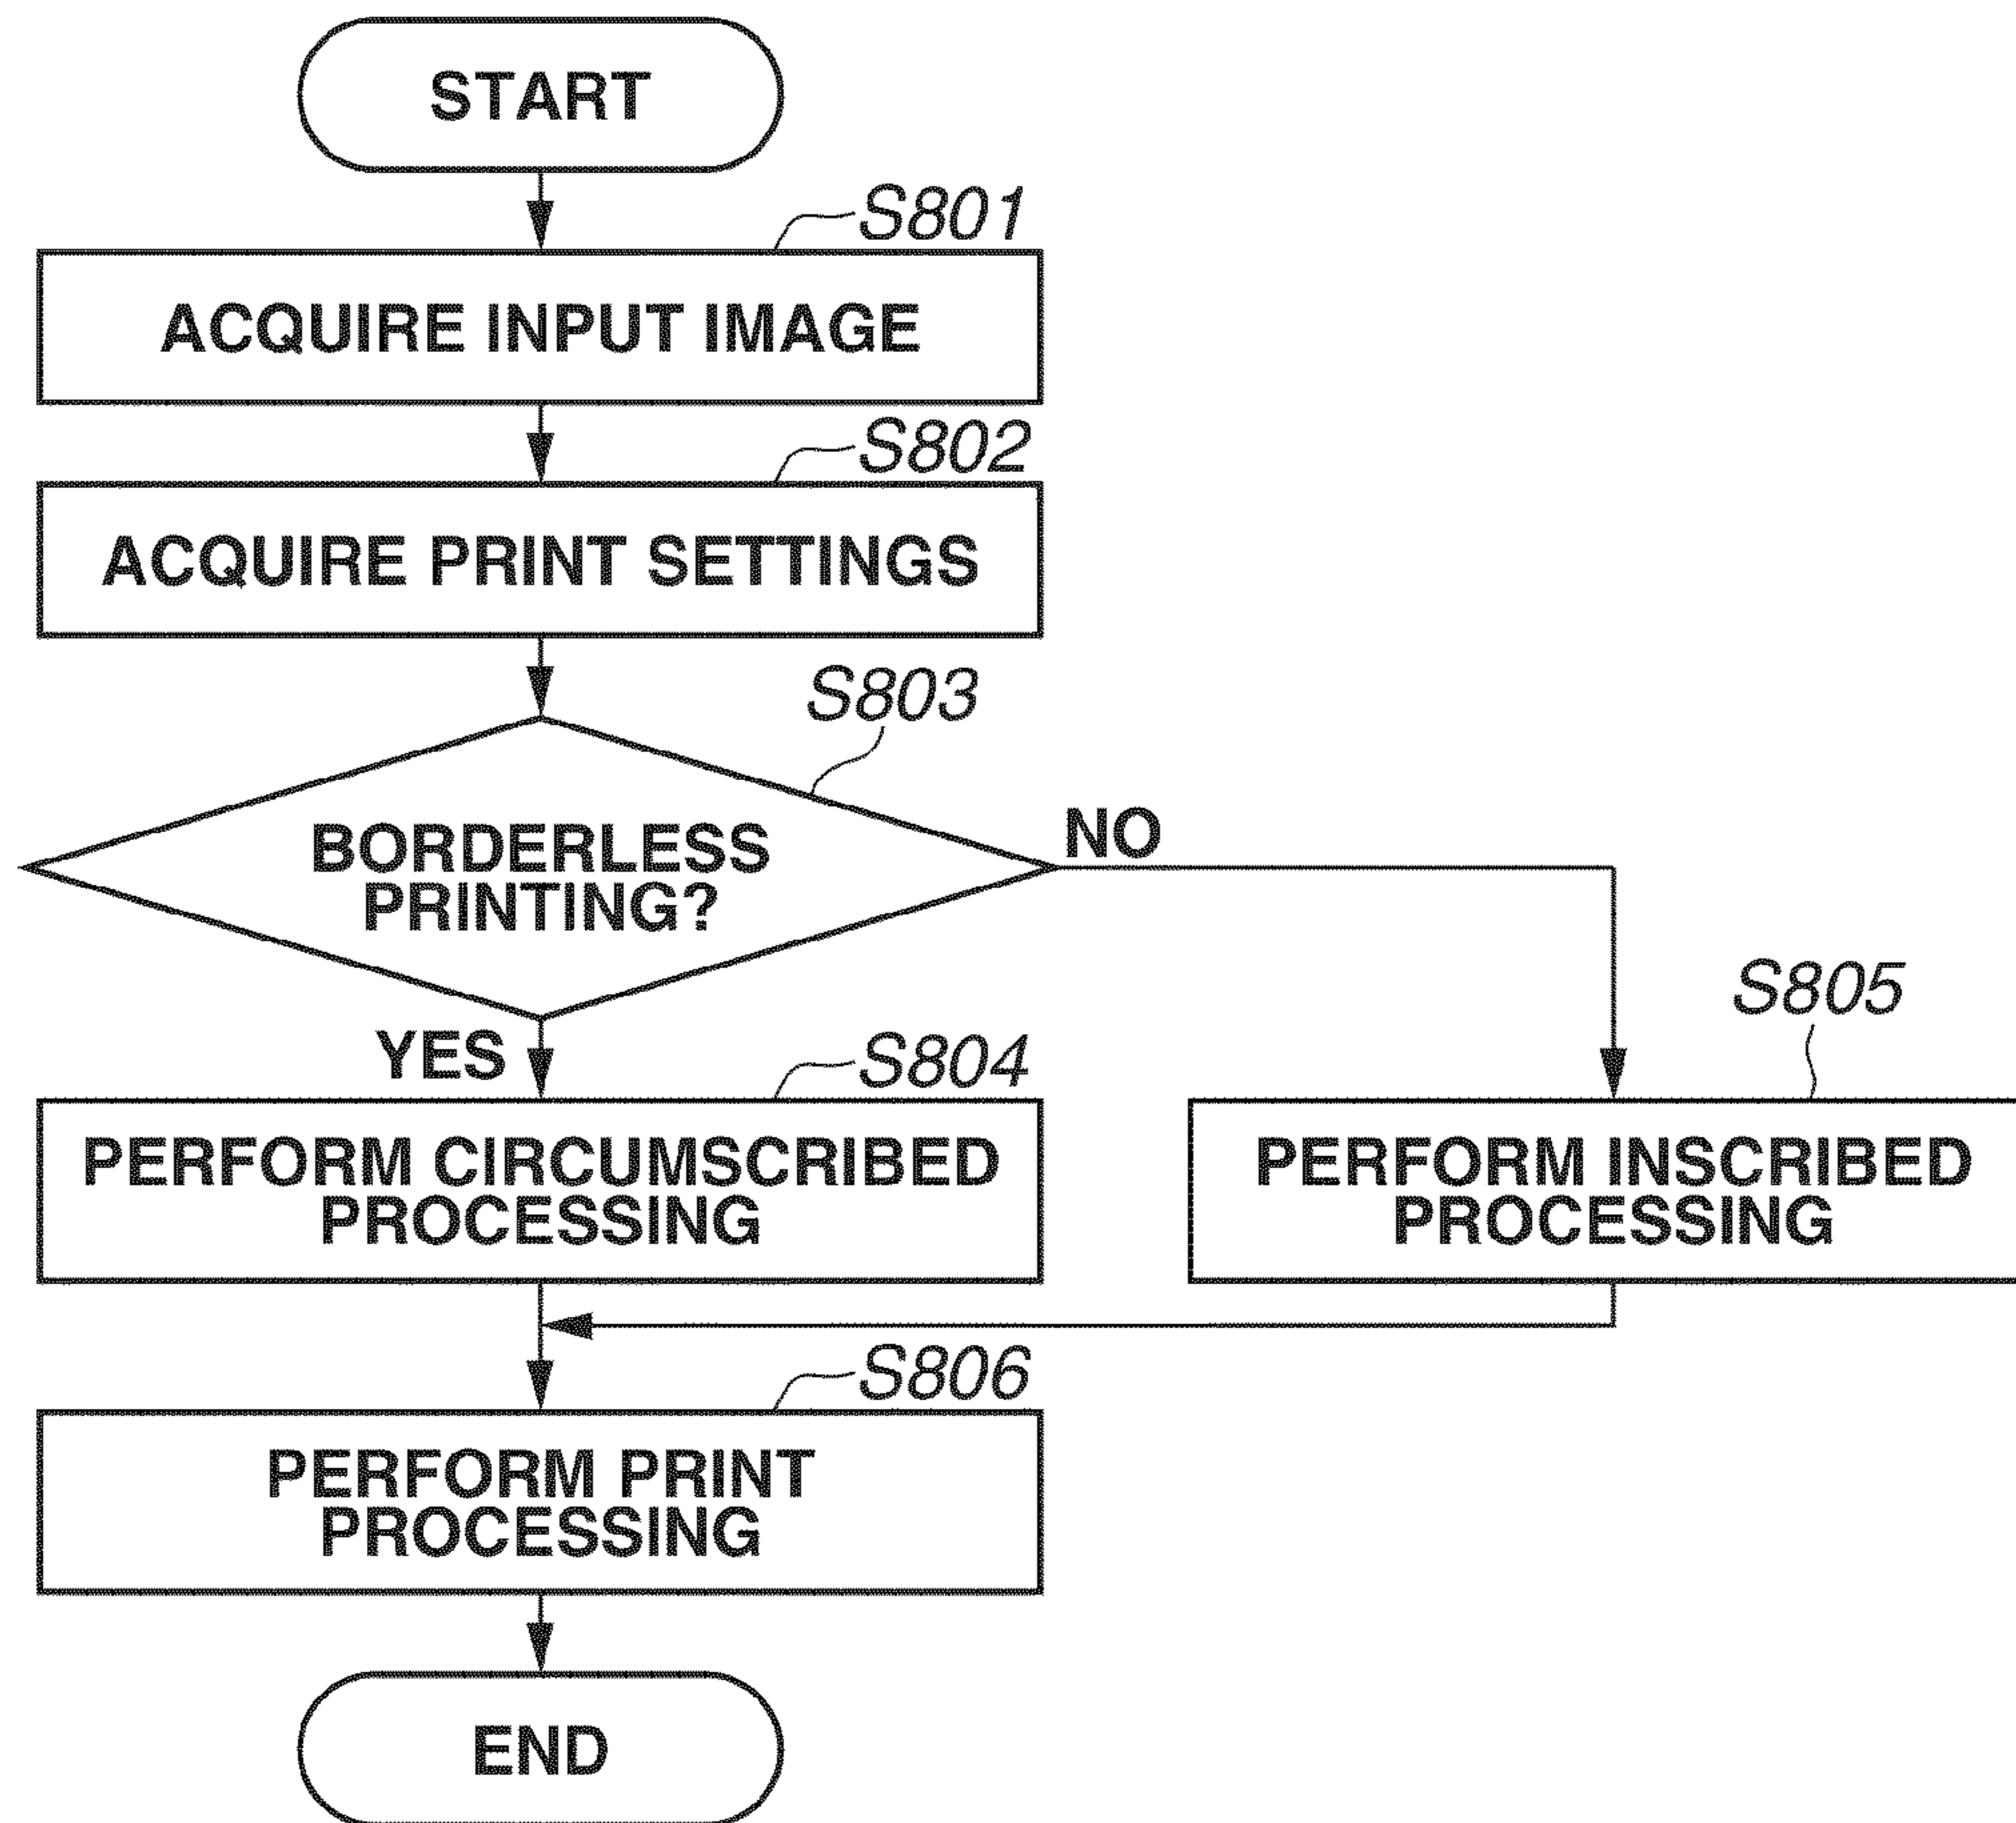 START
S801
ACQUIRE INPUT IMAGE
S802
ACQUIRE PRINT SETTINGS
S803
BORDERLESS
PRINTING?
NO
YES
S804
S805
PERFORM CIRCUMSCRIBED
PROCESSING
PERFORM INSCRIBED
PROCESSING
S806
PERFORM PRINT
PROCESSING
END